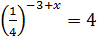 (1/4)^(−3+x) = 4